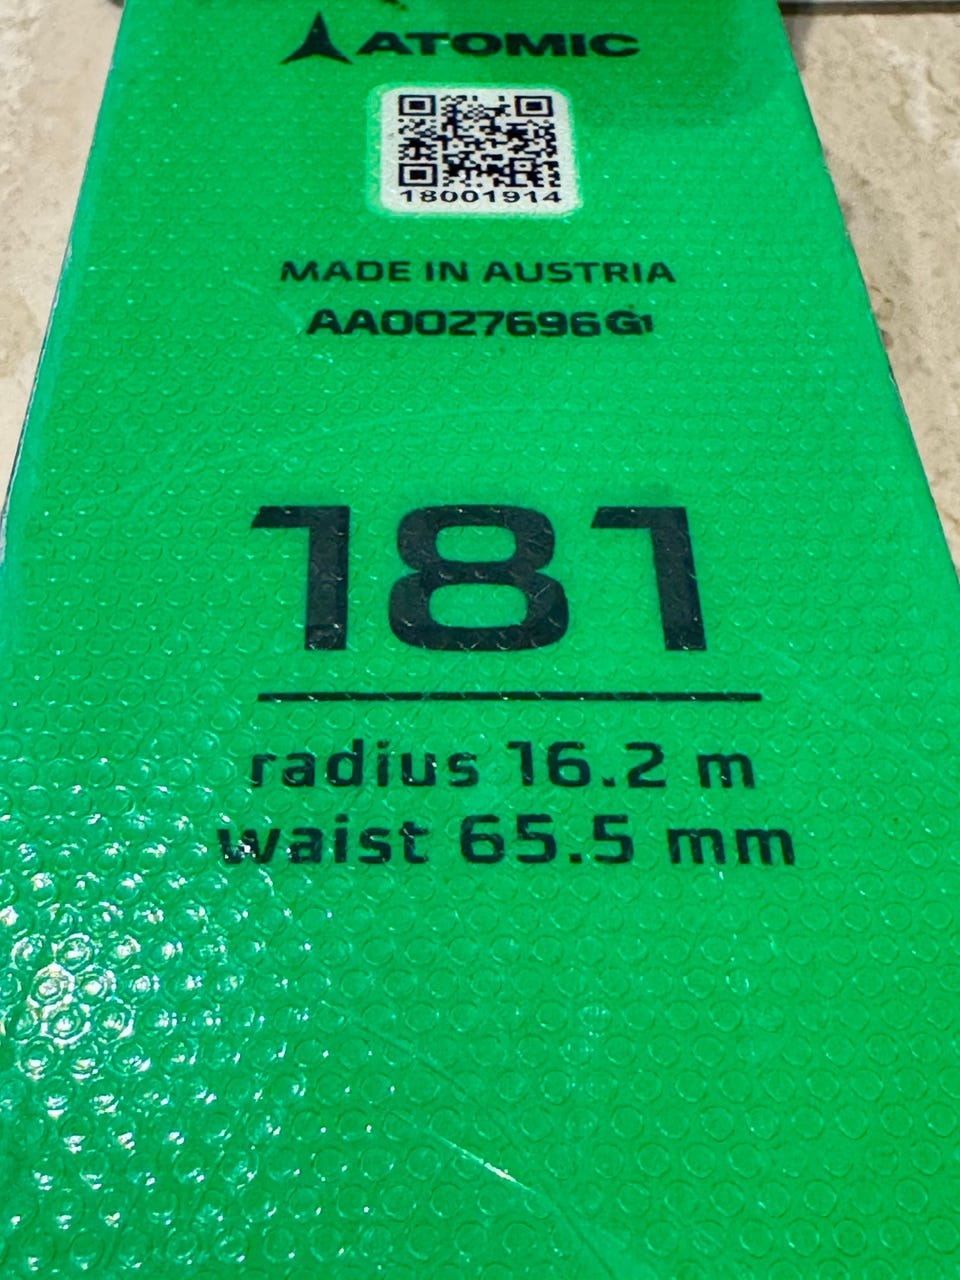 ATOMIC
18001914
MADE IN AUSTRIA
AA0027696G1
181
radius 16.2 m
waist 65.5 mm